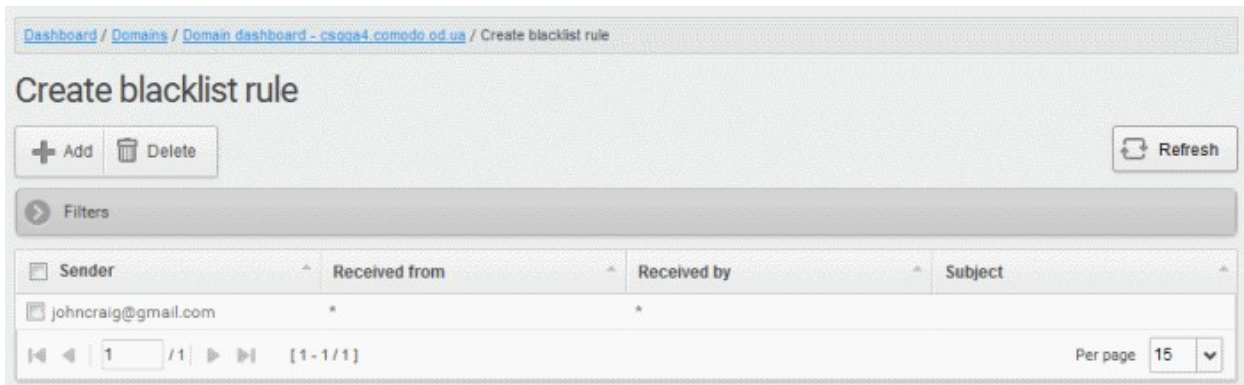 Dashboard / Domains / Domain dashboard - csqqa4.comodo.od.ua / Create blacklist rule
Create blacklist rule
Add Delete Refresh
Filters
Sender Received from Received by Subject
johncraig@gmail.com * *
1 / 1 [ 1 - 1 / 1 ] Per page 15